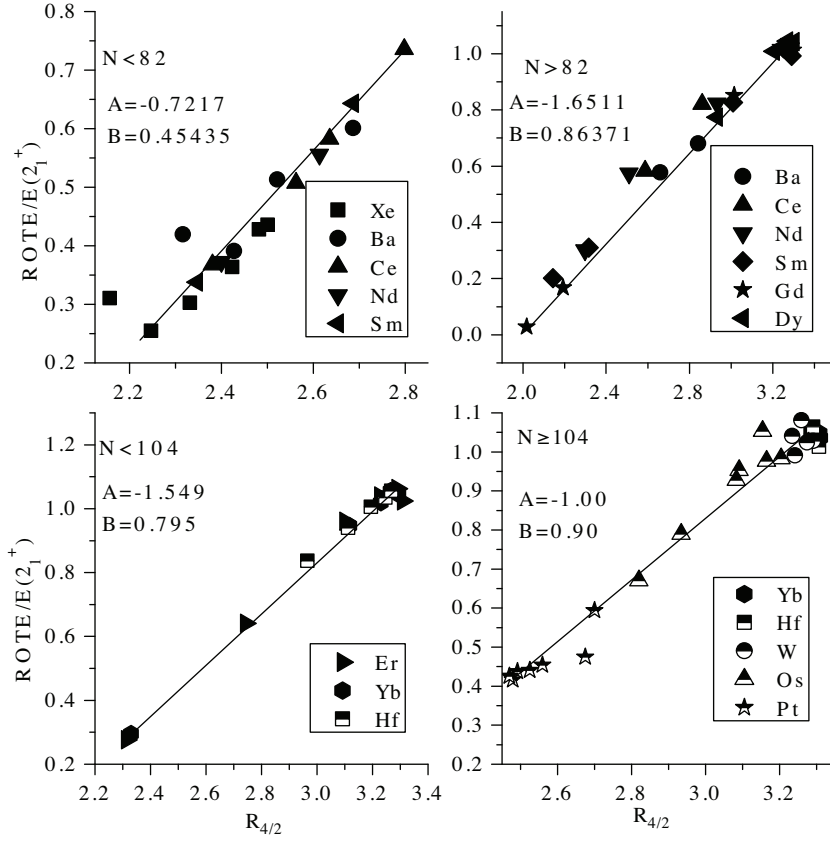 ROTE/E(2₁⁺)
0.8
0.7
0.6
0.5
0.4
0.3
0.2
N<82
A=-0.7217
B=0.45435
Xe
Ba
Ce
Nd
Sm
2.2 2.4 2.6 2.8
1.0
0.8
0.6
0.4
0.2
0.0
N>82
A=-1.6511
B=0.86371
Ba
Ce
Nd
Sm
Gd
Dy
2.0 2.4 2.8 3.2
ROTE/E(2₁⁺)
1.2
1.0
0.8
0.6
0.4
0.2
N<104
A=-1.549
B=0.795
Er
Yb
Hf
2.2 2.4 2.6 2.8 3.0 3.2 3.4
R4/2
1.1
1.0
0.9
0.8
0.7
0.6
0.5
0.4
0.3
0.2
N≥104
A=-1.00
B=0.90
Yb
Hf
W
Os
Pt
2.6 2.8 3.0 3.2
R4/2